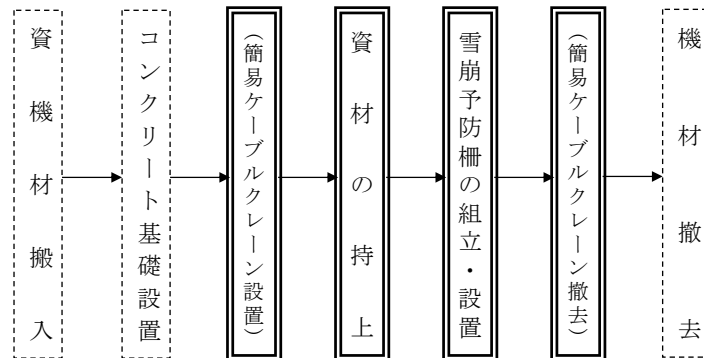 資機材搬入
コンクリート基礎設置
（簡易ケーブルクレーン設置）
資材の持上
雪崩予防柵の組立・設置
（簡易ケーブルクレーン撤去）
機材撤去